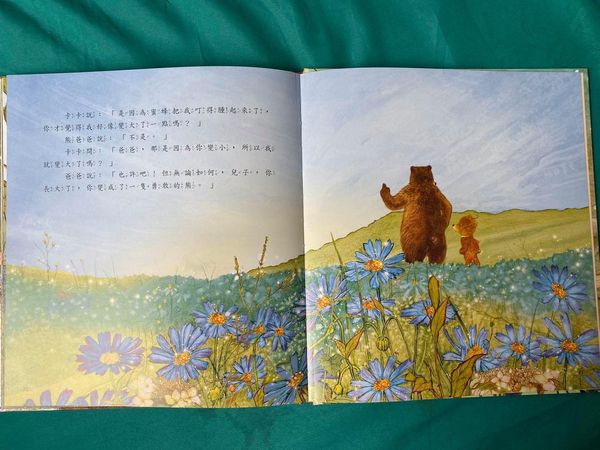 卡卡說：「是因為蜜蜂把我叮得腫起來了，
你才覺得我好像變大了一點嗎？」
熊爸爸說：「不是。」
卡卡問：「爸爸，那是因為你變小，所以我
就變大了嗎？」
爸爸說：「也許吧！但無論如何，兒子，你
長大了，你變成了一隻勇敢的熊。」